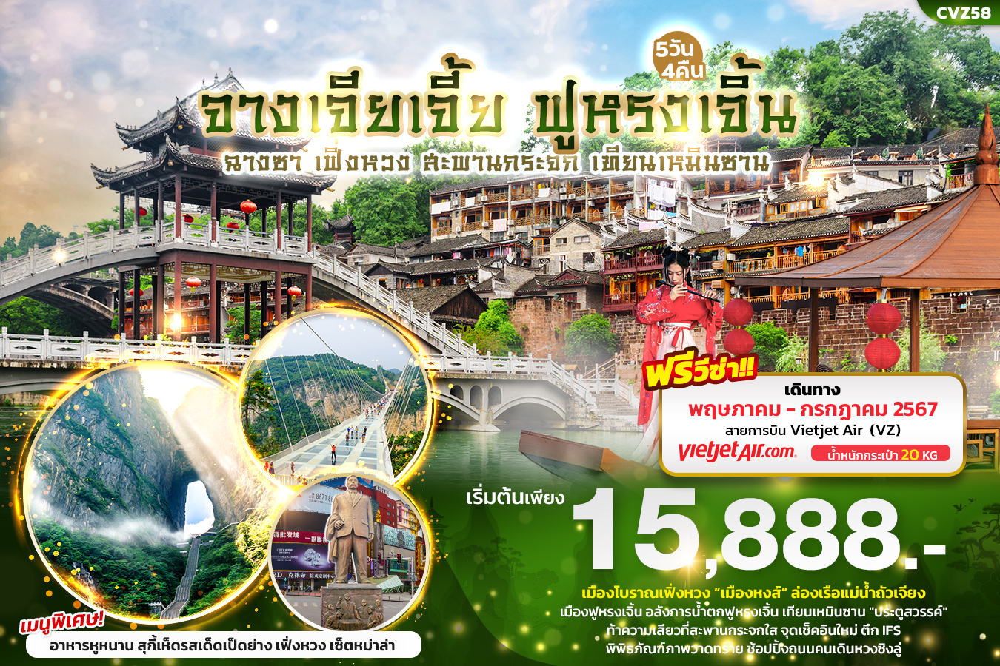 CVZ58
5วัน
4คืน
จางเจียเจี้ย ฟูหรงเจิ้น
ฉางซา เฟิ่งหวง สะพานกระจก เทียนเหมินซาน
ฟรีวีซ่า!!
เดินทาง
พฤษภาคม - กรกฎาคม 2567
สายการบิน Vietjet Air (VZ)
vietjetAir.com
น้ำหนักกระเป๋า 20 KG
เริ่มต้นเพียง
15,888.-
เมืองโบราณเฟิ่งหวง “เมืองหงส์” ล่องเรือแม่น้ำถัวเจียง
เมืองฟูหรงเจิ้น อลังการน้ำตกฟูหรงเจิ้น เทียนเหมินซาน "ประตูสวรรค์"
ท้าความเสียวที่สะพานกระจกใส จุดเช็คอินใหม่ ตึก IFS
พิพิธภัณฑ์ภาพวาดทราย ช้อปปิ้งถนนคนเดินหวงซิงลู่
เมนูพิเศษ!
อาหารหูหนาน สุกี้เห็ดรสเด็ดเป็ดย่าง เฟิ่งหวง เซ็ตหม่าล่า